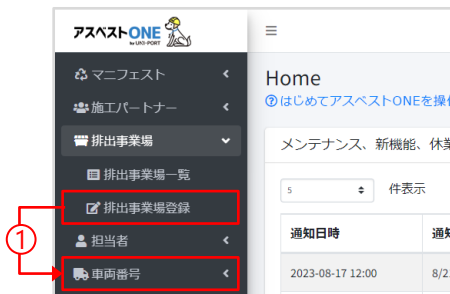 アスベストONE
by UNI-PORT
マニフェスト
施工パートナー
排出事業場
排出事業場一覧
排出事業場登録
担当者
車両番号
①
Home
はじめてアスベストONEを操
メンテナンス、新機能、休
5 件表示
通知日時
2023-08-17 12:00 8/2